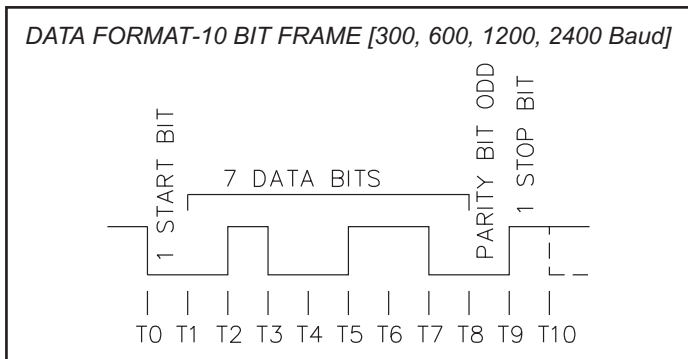 DATA FORMAT-10 BIT FRAME [300, 600, 1200, 2400 Baud]
1 START BIT
7 DATA BITS
PARITY BIT ODD
1 STOP BIT
T0 T1 T2 T3 T4 T5 T6 T7 T8 T9 T10